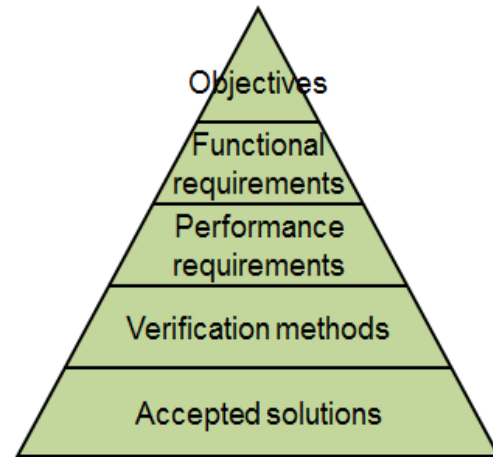 Objectives
Functional
requirements
Performance
requirements
Verification methods
Accepted solutions